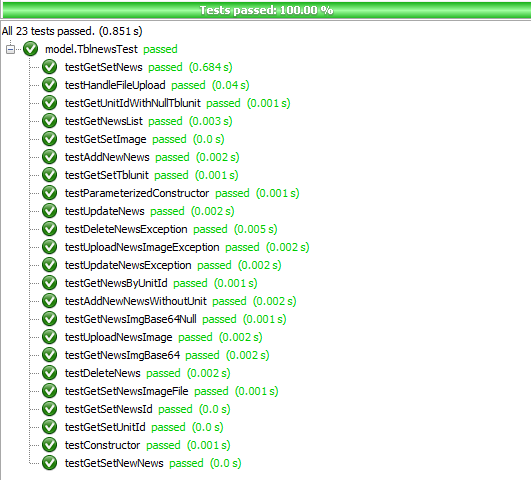 Tests passed: 100.00 %
All 23 tests passed. (0.851 s)
model.TblnewsTest passed
testGetSetNews passed (0.684 s)
testHandleFileUpload passed (0.04 s)
testGetUnitIdWithNullTblunit passed (0.001 s)
testGetNewsList passed (0.003 s)
testGetSetImage passed (0.0 s)
testAddNewNews passed (0.002 s)
testGetSetTblunit passed (0.001 s)
testParameterizedConstructor passed (0.001 s)
testUpdateNews passed (0.002 s)
testDeleteNewsException passed (0.005 s)
testUploadNewsImageException passed (0.002 s)
testUpdateNewsException passed (0.002 s)
testGetNewsByUnitId passed (0.001 s)
testAddNewNewsWithoutUnit passed (0.002 s)
testGetNewsImgBase64Null passed (0.001 s)
testUploadNewsImage passed (0.002 s)
testGetNewsImgBase64 passed (0.002 s)
testDeleteNews passed (0.002 s)
testGetSetNewsImageFile passed (0.001 s)
testGetSetNewsId passed (0.0 s)
testGetSetUnitId passed (0.0 s)
testConstructor passed (0.001 s)
testGetSetNewNews passed (0.0 s)